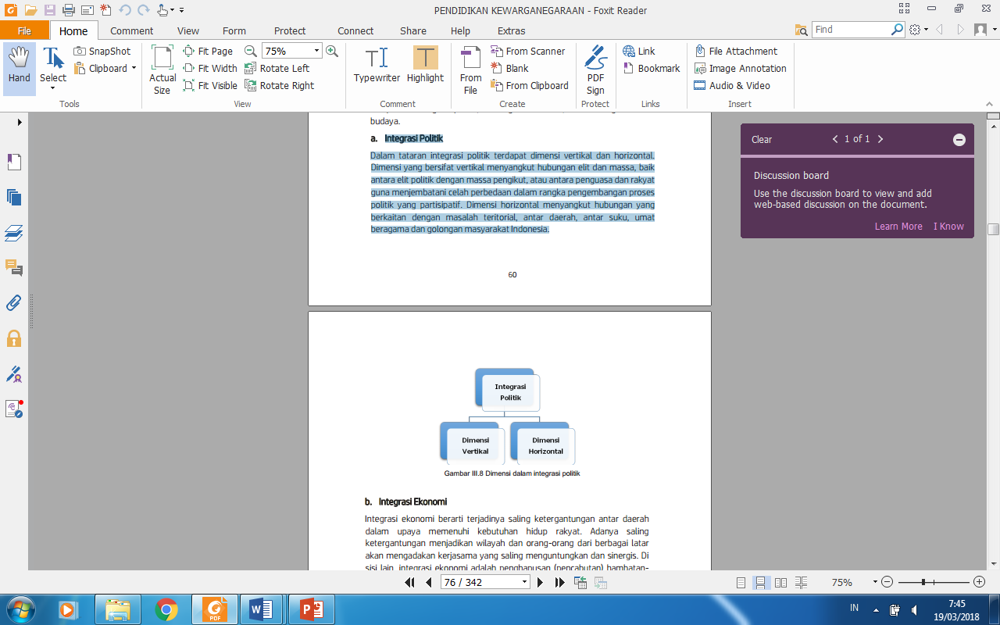 PENDIDIKAN KEWARGANEGARAAN - Foxit Reader
File Home Comment View Form Protect Connect Share Help Extras
Find
Hand
Select
SnapShot
Clipboard
Tools
Actual
Size
Fit Page
Fit Width
Fit Visible
75%
Rotate Left
Rotate Right
View
Typewriter
Highlight
Comment
From
File
From Scanner
Blank
From Clipboard
Create
PDF
Sign
Protect
Link
Bookmark
Links
File Attachment
Image Annotation
Audio & Video
Insert
budaya.
a. Integrasi Politik
Dalam tataran integrasi politik terdapat dimensi vertikal dan horizontal.
Dimensi yang bersifat vertikal menyangkut hubungan elit dan massa, baik
antara elit politik dengan massa pengikut, atau antara penguasa dan rakyat
guna menjembatani celah perbedaan dalam rangka pengembangan proses
politik yang partisipatif. Dimensi horizontal menyangkut hubungan yang
berkaitan dengan masalah teritorial, antar daerah, antar suku, umat
beragama dan golongan masyarakat Indonesia.
60
Integrasi
Politik
Dimensi
Vertikal
Dimensi
Horizontal
Gambar III.8 Dimensi dalam integrasi politik
b. Integrasi Ekonomi
Integrasi ekonomi berarti terjadinya saling ketergantungan antar daerah
dalam upaya memenuhi kebutuhan hidup rakyat. Adanya saling
ketergantungan menjadikan wilayah dan orang-orang dari berbagai latar
akan mengadakan kerjasama yang saling menguntungkan dan sinergis. Di
sisi lain, integrasi ekonomi adalah penghapusan (pencabutan) hambatan-
Clear
1 of 1
Discussion board
Use the discussion board to view and add
web-based discussion on the document.
Learn More I Know
76 / 342
75%
PDF
IN
7:45
19/03/2018